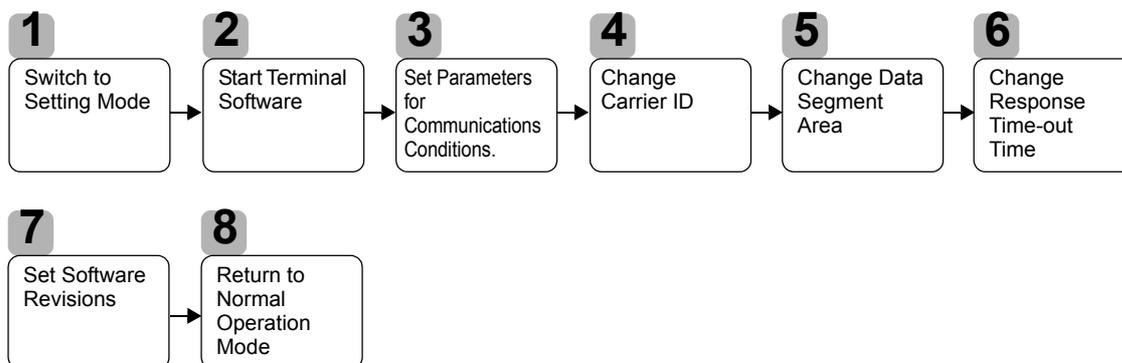 1
Switch to
Setting Mode
2
Start Terminal
Software
3
Set Parameters
for
Communications
Conditions.
4
Change
Carrier ID
5
Change Data
Segment
Area
6
Change
Response
Time-out
Time
7
Set Software
Revisions
8
Return to
Normal
Operation
Mode